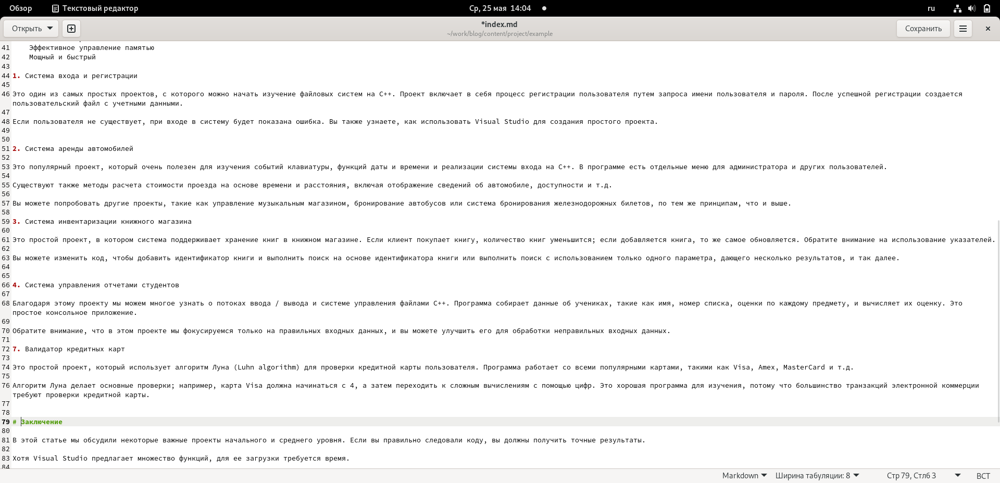 Обзор Текстовый редактор Ср, 25 мая 14:04 ru
Открыть *index.md Сохранить
~/work/blog/content/project/example
41 Эффективное управление памятью
42 Мощный и быстрый
43
44 1. Система входа и регистрации
45
46 Это один из самых простых проектов, с которого можно начать изучение файловых систем на C++. Проект включает в себя процесс регистрации пользователя путем запроса имени пользователя и пароля. После успешной регистрации создается
пользовательский файл с учетными данными.
47
48 Если пользователя не существует, при входе в систему будет показана ошибка. Вы также узнаете, как использовать Visual Studio для создания простого проекта.
49
50
51 2. Система аренды автомобилей
52
53 Это популярный проект, который очень полезен для изучения событий клавиатуры, функций даты и времени и реализации системы входа на C++. В программе есть отдельные меню для администратора и других пользователей.
54
55 Существуют также методы расчета стоимости проезда на основе времени и расстояния, включая отображение сведений об автомобиле, доступности и т.д.
56
57 Вы можете попробовать другие проекты, такие как управление музыкальным магазином, бронирование автобусов или система бронирования железнодорожных билетов, по тем же принципам, что и выше.
58
59 3. Система инвентаризации книжного магазина
60
61 Это простой проект, в котором система поддерживает хранение книг в книжном магазине. Если клиент покупает книгу, количество книг уменьшится; если добавляется книга, то же самое обновляется. Обратите внимание на использование указателей.
62
63 Вы можете изменить код, чтобы добавить идентификатор книги и выполнить поиск на основе идентификатора книги или выполнить поиск с использованием только одного параметра, дающего несколько результатов, и так далее.
64
65
66 4. Система управления отчетами студентов
67
68 Благодаря этому проекту мы можем многое узнать о потоках ввода / вывода и системе управления файлами C++. Программа собирает данные об учениках, такие как имя, номер списка, оценки по каждому предмету, и вычисляет их оценку. Это
простое консольное приложение.
69
70 Обратите внимание, что в этом проекте мы фокусируемся только на правильных входных данных, и вы можете улучшить его для обработки неправильных входных данных.
71
72 7. Валидатор кредитных карт
73
74 Это простой проект, который использует алгоритм Луна (Luhn algorithm) для проверки кредитной карты пользователя. Программа работает со всеми популярными картами, такими как Visa, Amex, MasterCard и т.д.
75
76 Алгоритм Луна делает основные проверки; например, карта Visa должна начинаться с 4, а затем переходить к сложным вычислениям с помощью цифр. Это хорошая программа для изучения, потому что большинство транзакций электронной коммерции
требуют проверки кредитной карты.
77
78
79 # Заключение
80
81 В этой статье мы обсудили некоторые важные проекты начального и среднего уровня. Если вы правильно следовали коду, вы должны получить точные результаты.
82
83 Хотя Visual Studio предлагает множество функций, для ее загрузки требуется время.
84
Markdown Ширина табуляции: 8 Стр 79, Стлб 3 ВСТ